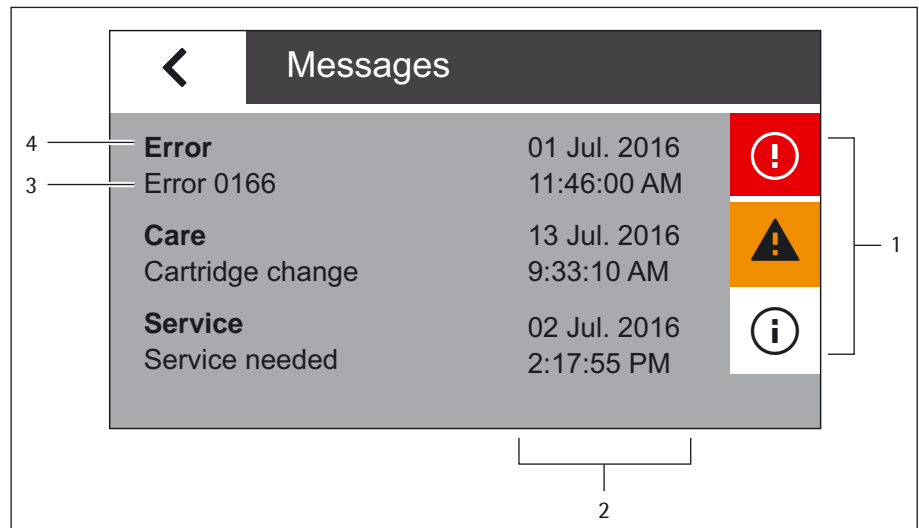 Messages
4
Error
01 Jul. 2016
3
Error 0166
11:46:00 AM
Care
13 Jul. 2016
1
Cartridge change
9:33:10 AM
Service
02 Jul. 2016
Service needed
2:17:55 PM
2